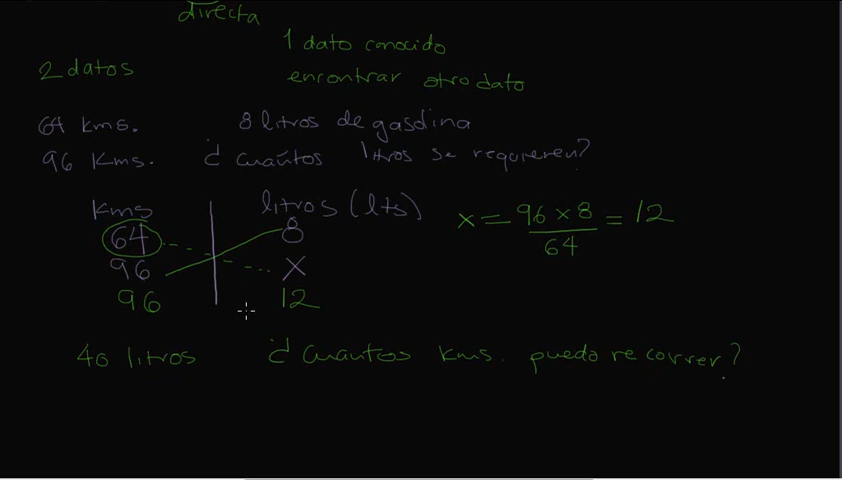 directa
1 dato conocido
2 datos
encontrar otro dato
64 kms. 8 litros de gasolina
96 Kms. ¿ cuántos litros se requieren?
kms litros (lts)
64 8
96 X
96 12
x = 96 x 8 = 12
64
40 litros ¿ cuantos kms. puedo recorrer?